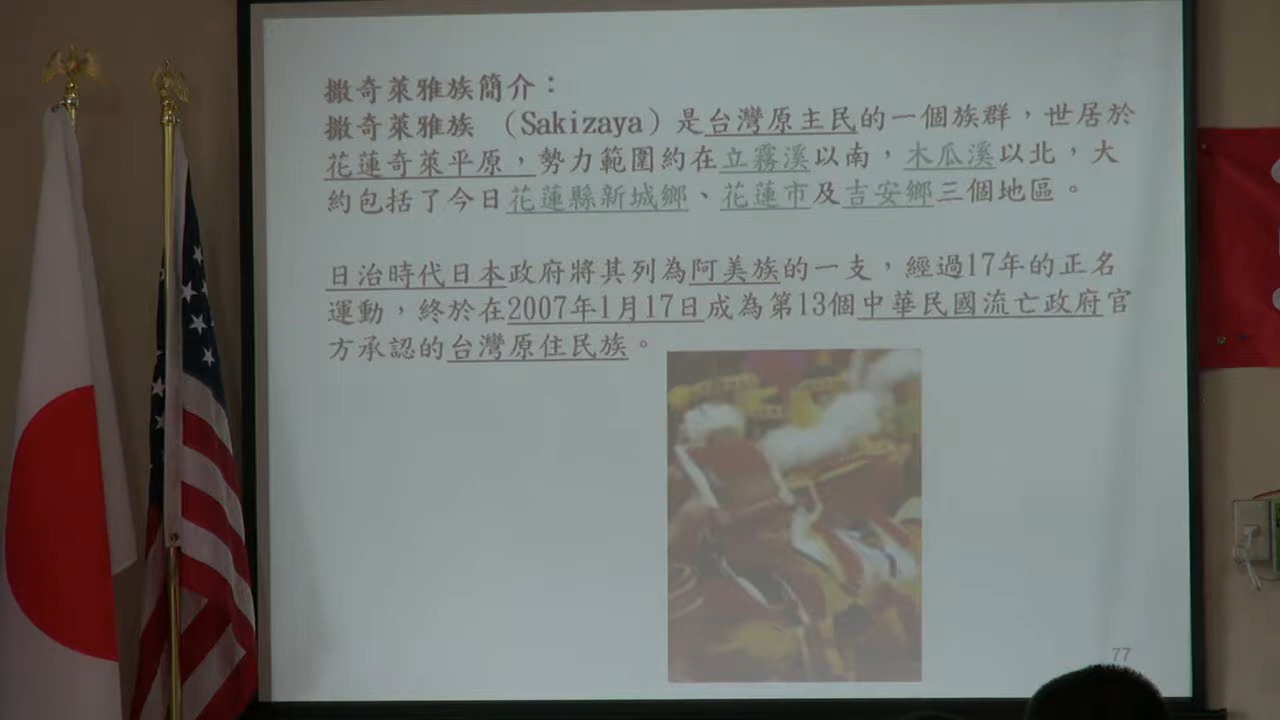 撒奇萊雅族簡介：
撒奇萊雅族 （Sakizaya）是台灣原主民的一個族群，世居於
花蓮奇萊平原，勢力範圍約在立霧溪以南，木瓜溪以北，大
約包括了今日花蓮縣新城鄉、花蓮市及吉安鄉三個地區。
日治時代日本政府將其列為阿美族的一支，經過17年的正名
運動，終於在2007年1月17日成為第13個中華民國流亡政府官
方承認的台灣原住民族。
77